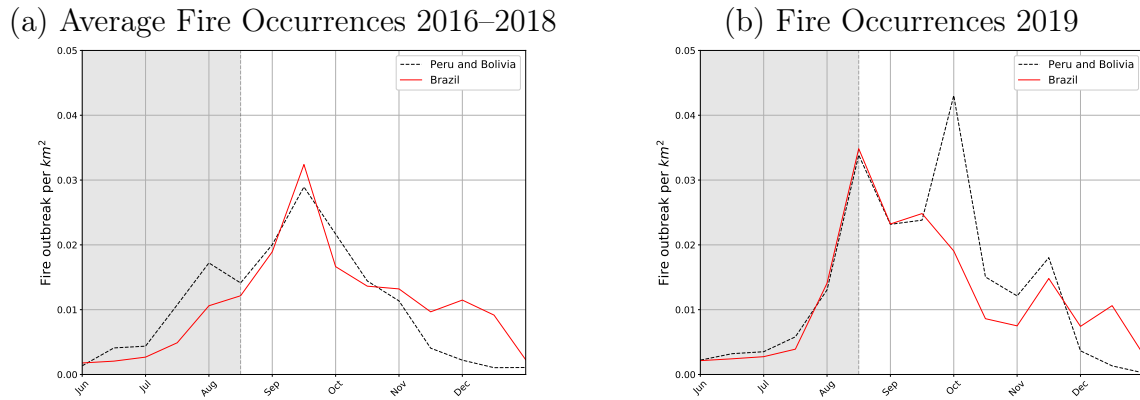 (a) Average Fire Occurrences 2016–2018
0.05
0.04
0.03
0.02
0.01
0.00
Fire outbreak per km²
Peru and Bolivia
Brazil
Jun
Jul
Aug
Sep
Oct
Nov
Dec
(b) Fire Occurrences 2019
0.05
0.04
0.03
0.02
0.01
0.00
Fire outbreak per km²
Peru and Bolivia
Brazil
Jun
Jul
Aug
Sep
Oct
Nov
Dec